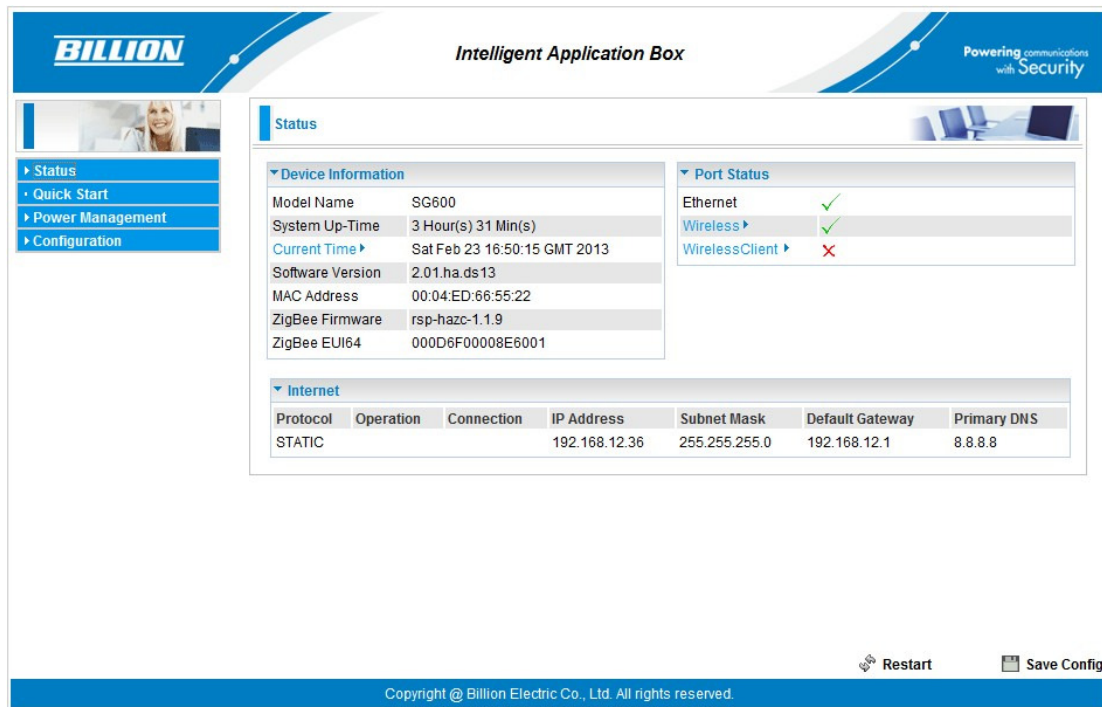 BILLION
Intelligent Application Box
Powering communications
with Security
Status
Quick Start
Power Management
Configuration
Status
Device Information
Model Name SG600
System Up-Time 3 Hour(s) 31 Min(s)
Current Time Sat Feb 23 16:50:15 GMT 2013
Software Version 2.01.ha.ds13
MAC Address 00:04:ED:66:55:22
ZigBee Firmware rsp-hazc-1.1.9
ZigBee EUI64 000D6F00008E6001
Port Status
Ethernet
Wireless
WirelessClient
Internet
Protocol Operation Connection IP Address Subnet Mask Default Gateway Primary DNS
STATIC 192.168.12.36 255.255.255.0 192.168.12.1 8.8.8.8
Restart Save Config
Copyright @ Billion Electric Co., Ltd. All rights reserved.